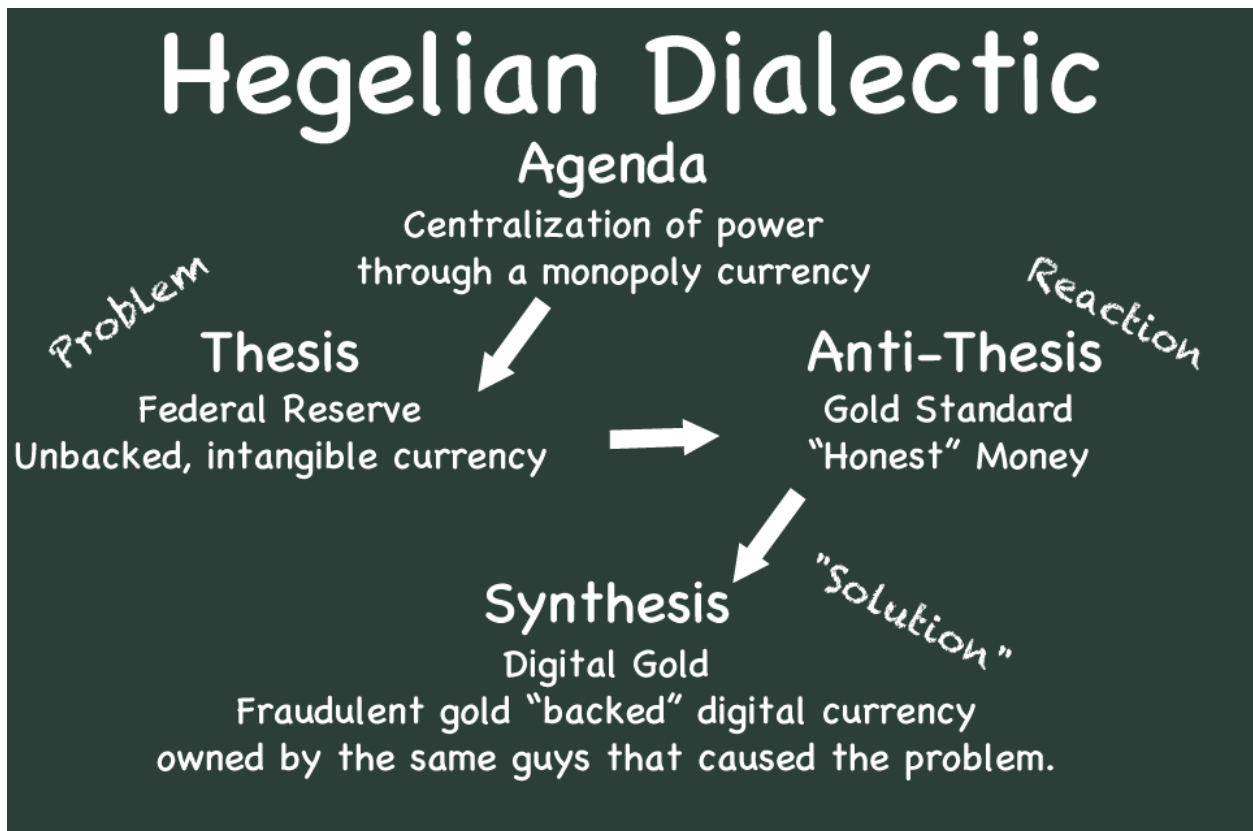 Hegelian Dialectic
Agenda
Centralization of power
through a monopoly currency
Problem
Thesis
Federal Reserve
Unbacked, intangible currency
Reaction
Anti-Thesis
Gold Standard
“Honest” Money
"Solution"
Synthesis
Digital Gold
Fraudulent gold “backed” digital currency
owned by the same guys that caused the problem.